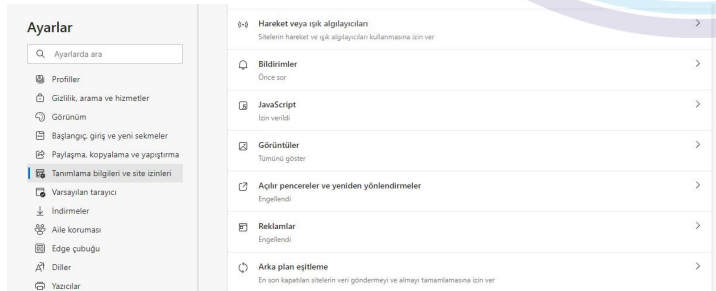 Ayarlar
Ayarlarda ara
Profiller
Gizlilik, arama ve hizmetler
Görünüm
Başlangıç, giriş ve yeni sekmeler
Paylaşma, kopyalama ve yapıştırma
Tanımlama bilgileri ve site izinleri
Varsayılan tarayıcı
İndirmeler
Aile koruması
Edge çubuğu
Diller
Yazıcılar
Hareket veya ışık algılayıcıları
Sitelerin hareket ve ışık algılayıcıları kullanmasına izin ver
Bildirimler
Önce sor
JavaScript
İzin verildi
Görüntüler
Tümünü göster
Açılır pencereler ve yeniden yönlendirmeler
Engellendi
Reklamlar
Engellendi
Arka plan eşitleme
En son kapatılan sitelerin veri göndermeyi ve almayı tamamlamasına izin ver